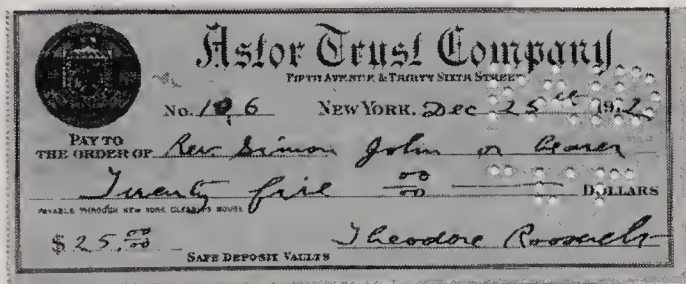 Astor Trust Company
FIFTH AVENUE & THIRTY SIXTH STREET
No. 106 NEW YORK. Dec 25th 1912
PAY TO
THE ORDER OF Rev. Simon John or bearer
Twenty five 00/00 DOLLARS
PAYABLE THROUGH NEW YORK CLEARING HOUSE
$25.00/00 Theodore Roosevelt
SAFE DEPOSIT VAULTS